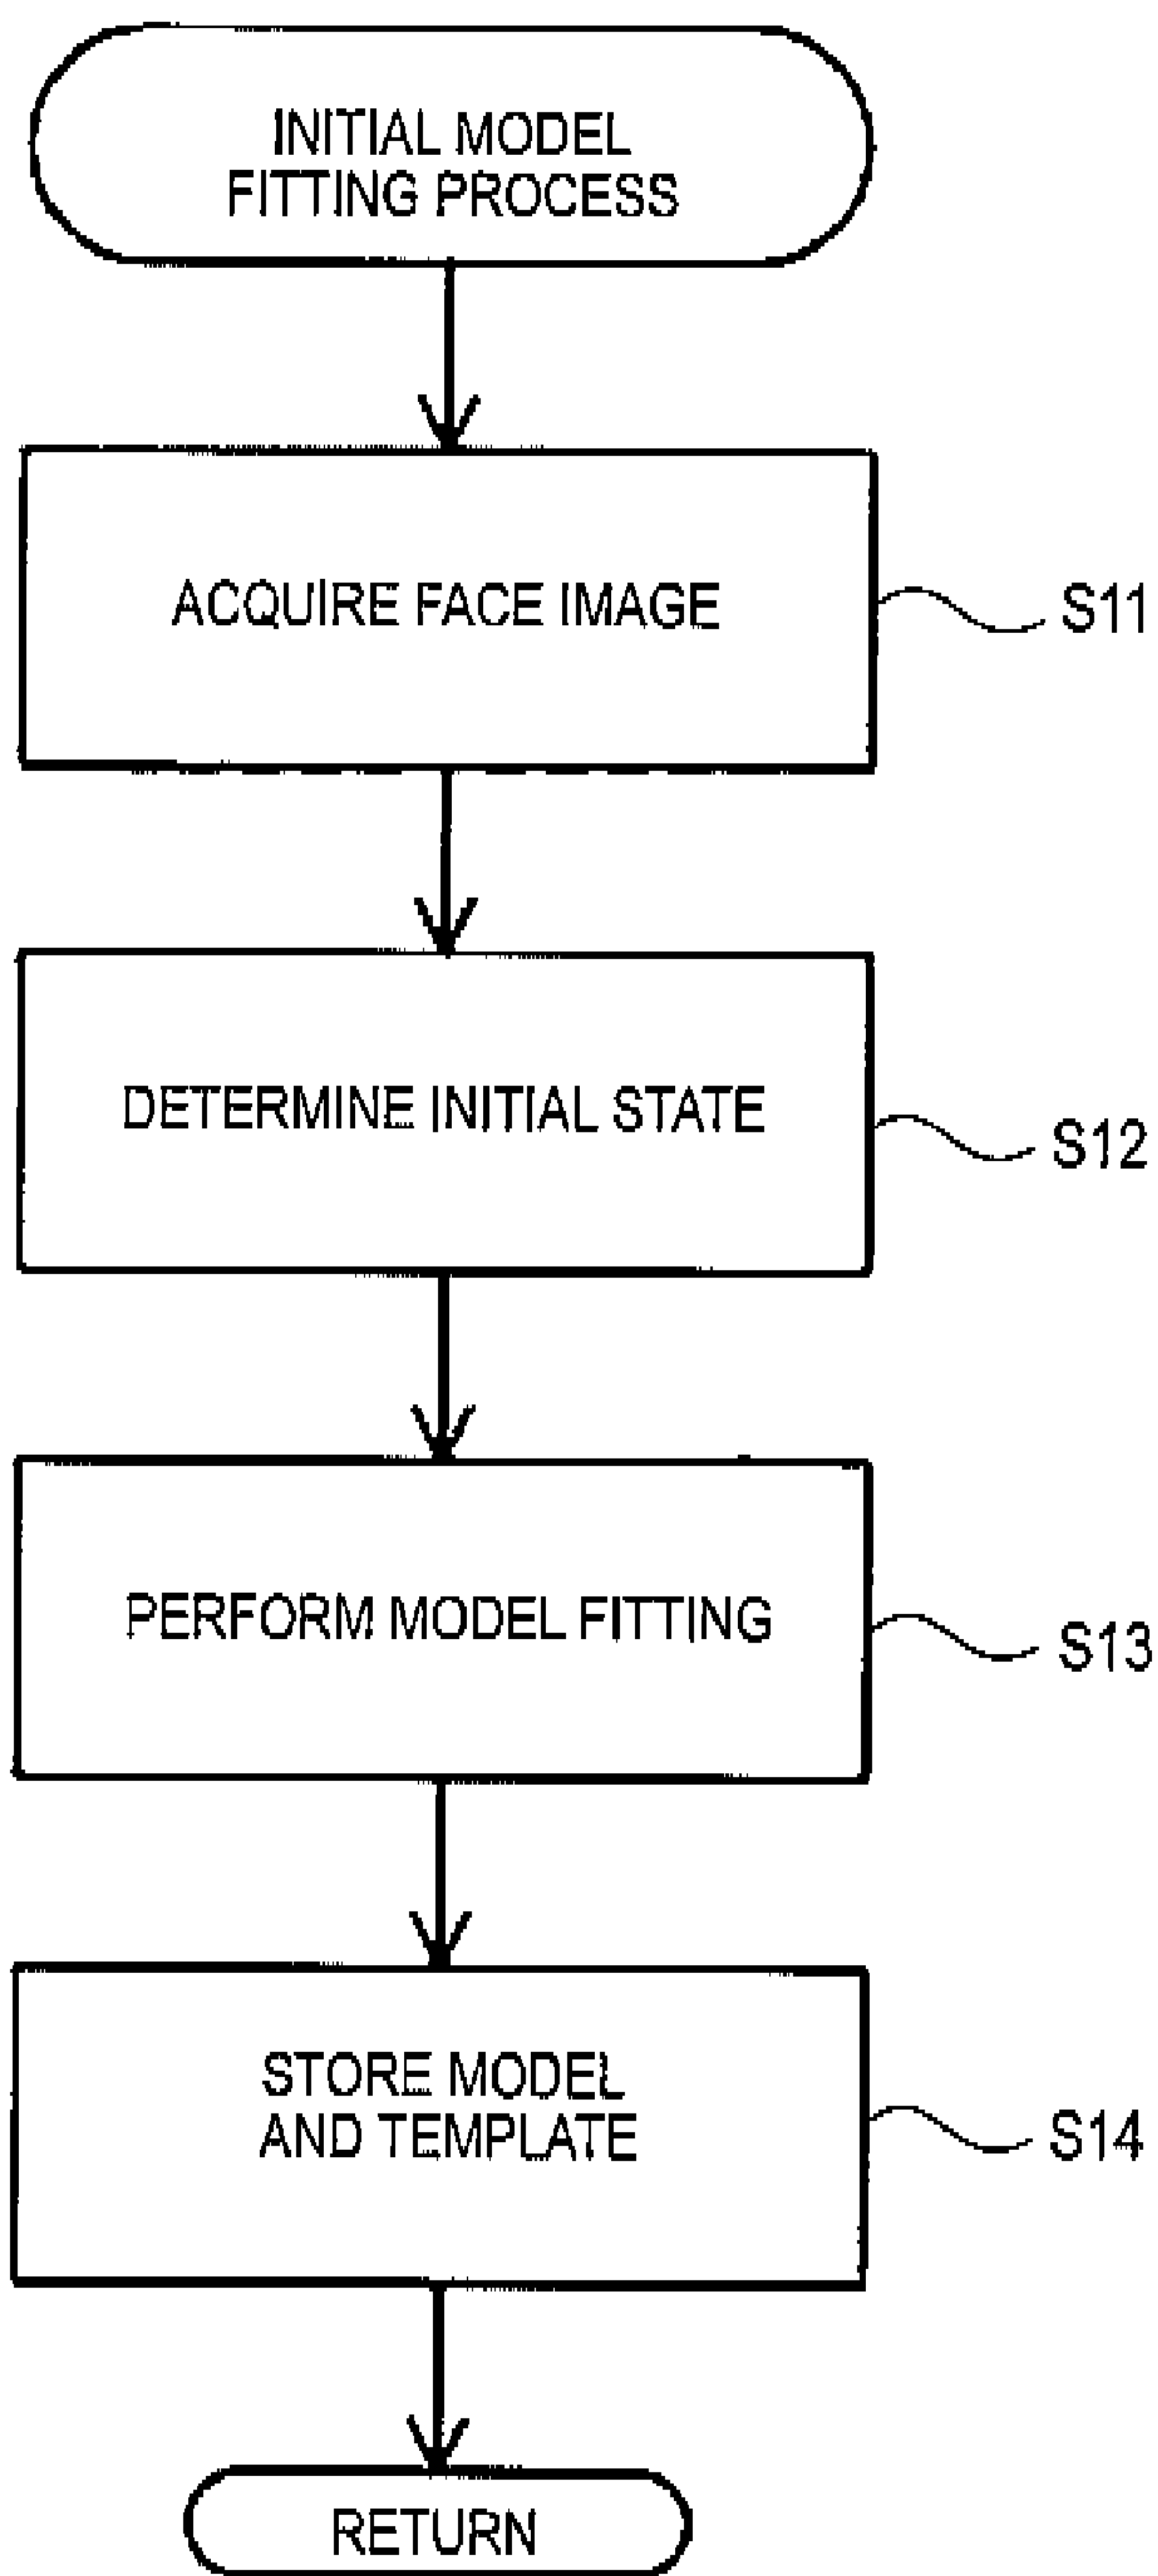 INITIAL MODEL
FITTING PROCESS
ACQUIRE FACE IMAGE
S11
DETERMINE INITIAL STATE
S12
PERFORM MODEL FITTING
S13
STORE MODEL
AND TEMPLATE
S14
RETURN